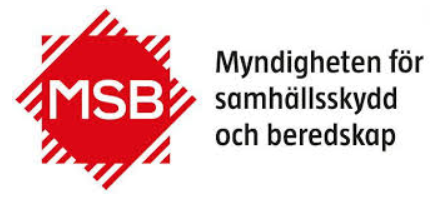 MSB
Myndigheten för
samhällsskydd
och beredskap